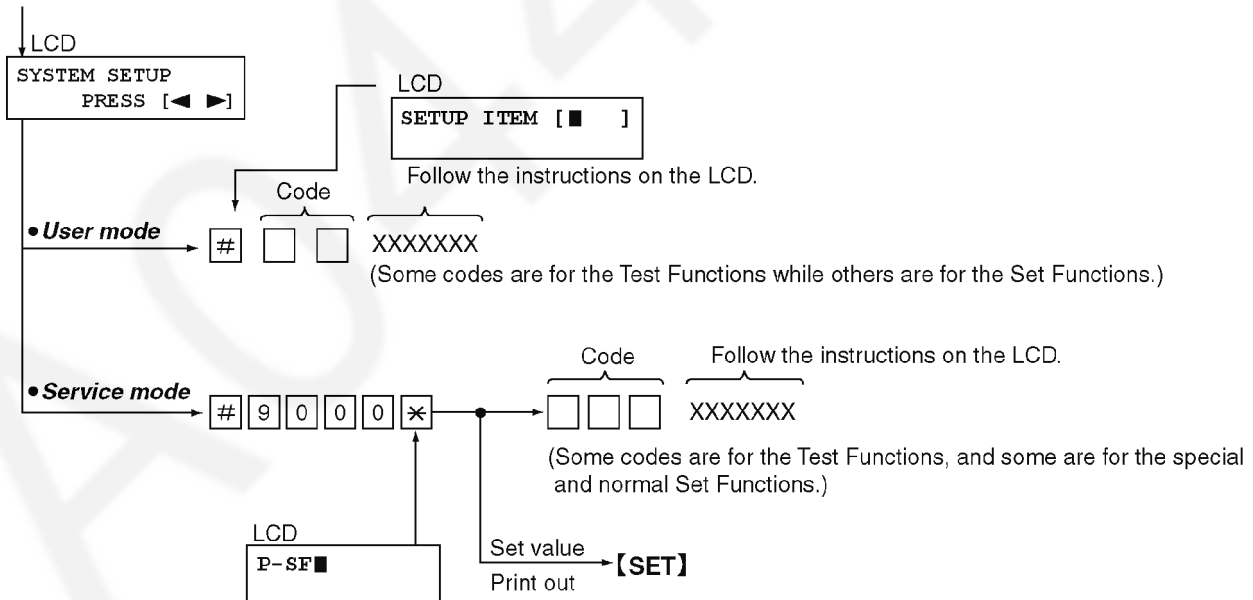 LCD
SYSTEM SETUP
PRESS [◀ ▶]
LCD
SETUP ITEM [■ ]
Code
Follow the instructions on the LCD.
• User mode
# XXXXXXX
(Some codes are for the Test Functions while others are for the Set Functions.)
Code
Follow the instructions on the LCD.
• Service mode
# 9 0 0 0 * XXXXXXX
(Some codes are for the Test Functions, and some are for the special
and normal Set Functions.)
LCD
P-SF■
Set value
Print out
【SET】